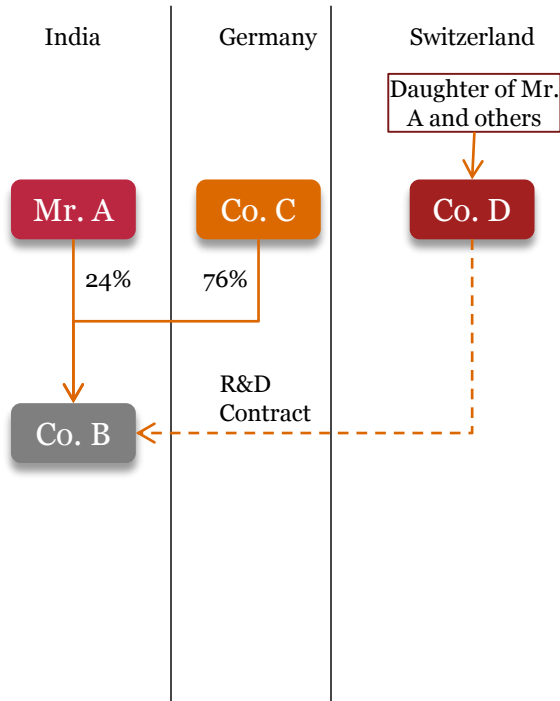 India
Germany
Switzerland
Daughter of Mr.
A and others
Mr. A
Co. C
Co. D
24%
76%
R&D
Contract
Co. B